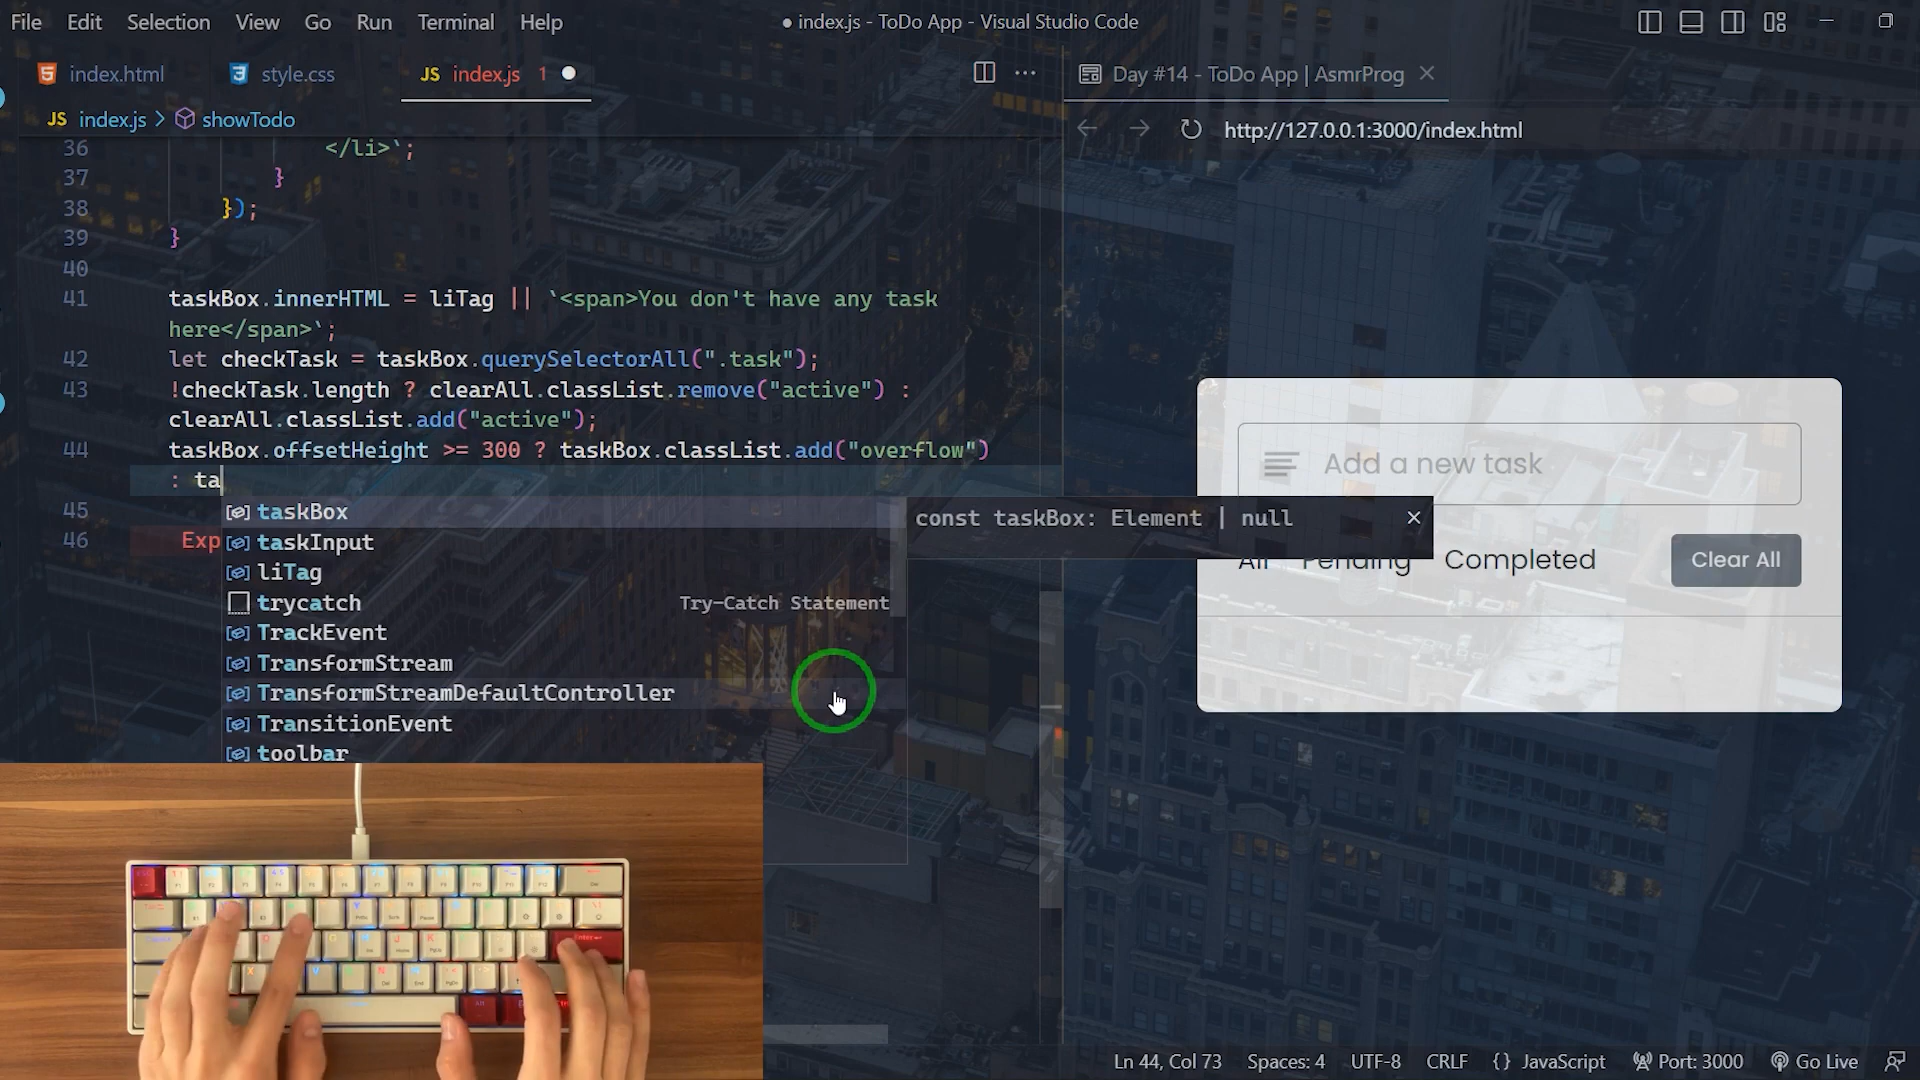 File Edit Selection View Go Run Terminal Help
● index.js - ToDo App - Visual Studio Code
index.html
style.css
JS index.js 1
Day #14 - ToDo App | AsmrProg
JS index.js > showTodo
http://127.0.0.1:3000/index.html
36 </li>`;
37 }
38 });
39 }
40
41 taskBox.innerHTML = liTag || `<span>You don't have any task
here</span>`;
42 let checkTask = taskBox.querySelectorAll(".task");
43 !checkTask.length ? clearAll.classList.remove("active") :
clearAll.classList.add("active");
44 taskBox.offsetHeight >= 300 ? taskBox.classList.add("overflow")
: ta
45
46 Exp
taskBox
taskInput
liTag
trycatch Try-Catch Statement
TrackEvent
TransformStream
TransformStreamDefaultController
TransitionEvent
toolbar
const taskBox: Element | null
Add a new task
All Pending Completed Clear All
Ln 44, Col 73 Spaces: 4 UTF-8 CRLF {} JavaScript Port: 3000 Go Live